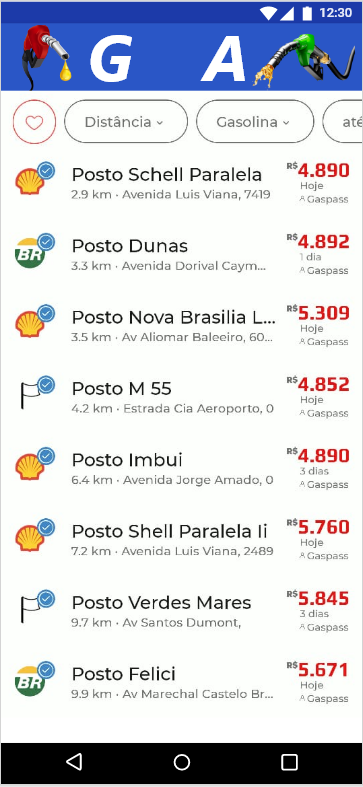 12:30
G A
Distância
Gasolina
até
Posto Schell Paralela
R$4.890
2.9 km · Avenida Luis Viana, 7419
Hoje
Gaspass
BR
Posto Dunas
R$4.892
3.3 km · Avenida Dorival Caym...
1 dia
Gaspass
Posto Nova Brasilia L...
R$5.309
3.5 km · Av Aliomar Baleeiro, 60...
Hoje
Gaspass
Posto M 55
R$4.852
4.2 km · Estrada Cia Aeroporto, 0
Hoje
Gaspass
Posto Imbui
R$4.890
6.4 km · Avenida Jorge Amado, 0
3 dias
Gaspass
Posto Shell Paralela Ii
R$5.760
7.2 km · Avenida Luis Viana, 2489
Hoje
Gaspass
Posto Verdes Mares
R$5.845
9.7 km · Av Santos Dumont,
3 dias
Gaspass
BR
Posto Felici
R$5.671
9.9 km · Av Marechal Castelo Br...
Hoje
Gaspass